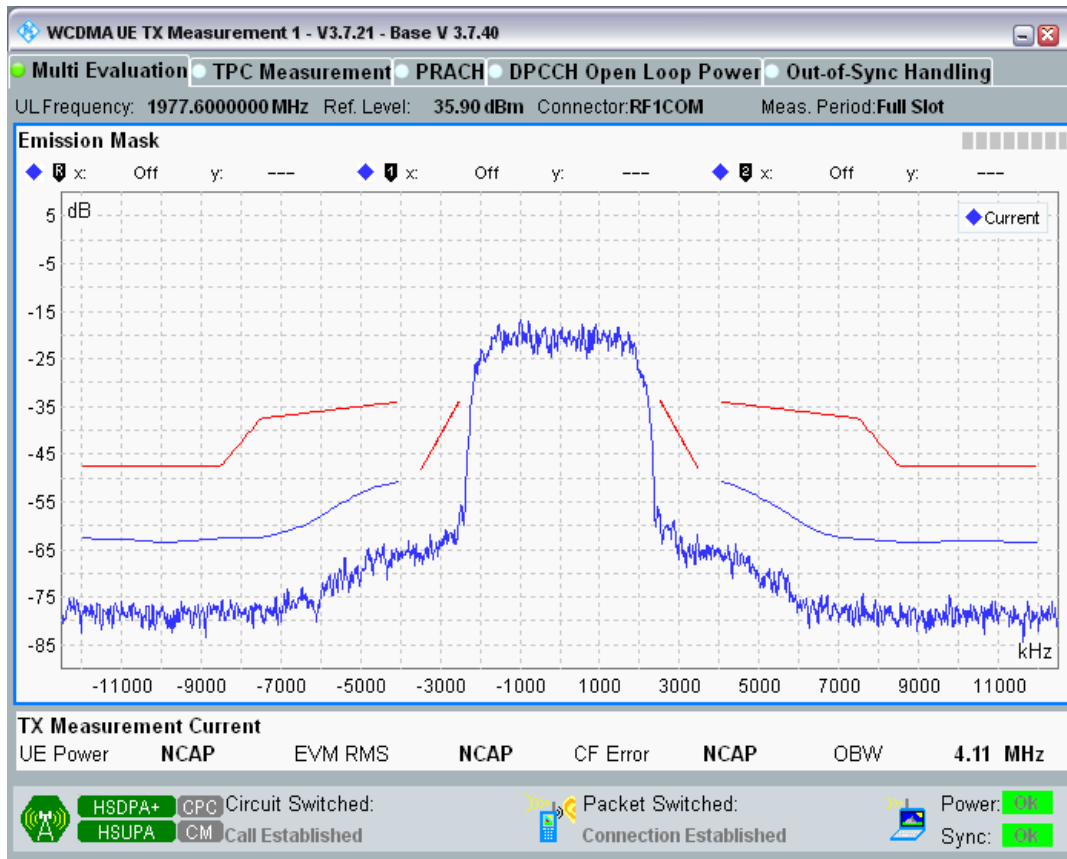 WCDMA UE TX Measurement 1 - V3.7.21 - Base V 3.7.40
Multi Evaluation TPC Measurement PRACH DPCCH Open Loop Power Out-of-Sync Handling
UL Frequency: 1977.6000000 MHz Ref. Level: 35.90 dBm Connector:RF1COM Meas. Period:Full Slot
Emission Mask
R x: Off y: --- 1 x: Off y: --- 2 x: Off y: ---
dB
Current
5
-5
-15
-25
-35
-45
-55
-65
-75
-85
kHz
-11000 -9000 -7000 -5000 -3000 -1000 1000 3000 5000 7000 9000 11000
TX Measurement Current
UE Power NCAP EVM RMS NCAP CF Error NCAP OBW 4.11 MHz
HSDPA+ CPC Circuit Switched: Packet Switched: Power: Ok
HSUPA CM Call Established Connection Established Sync: Ok